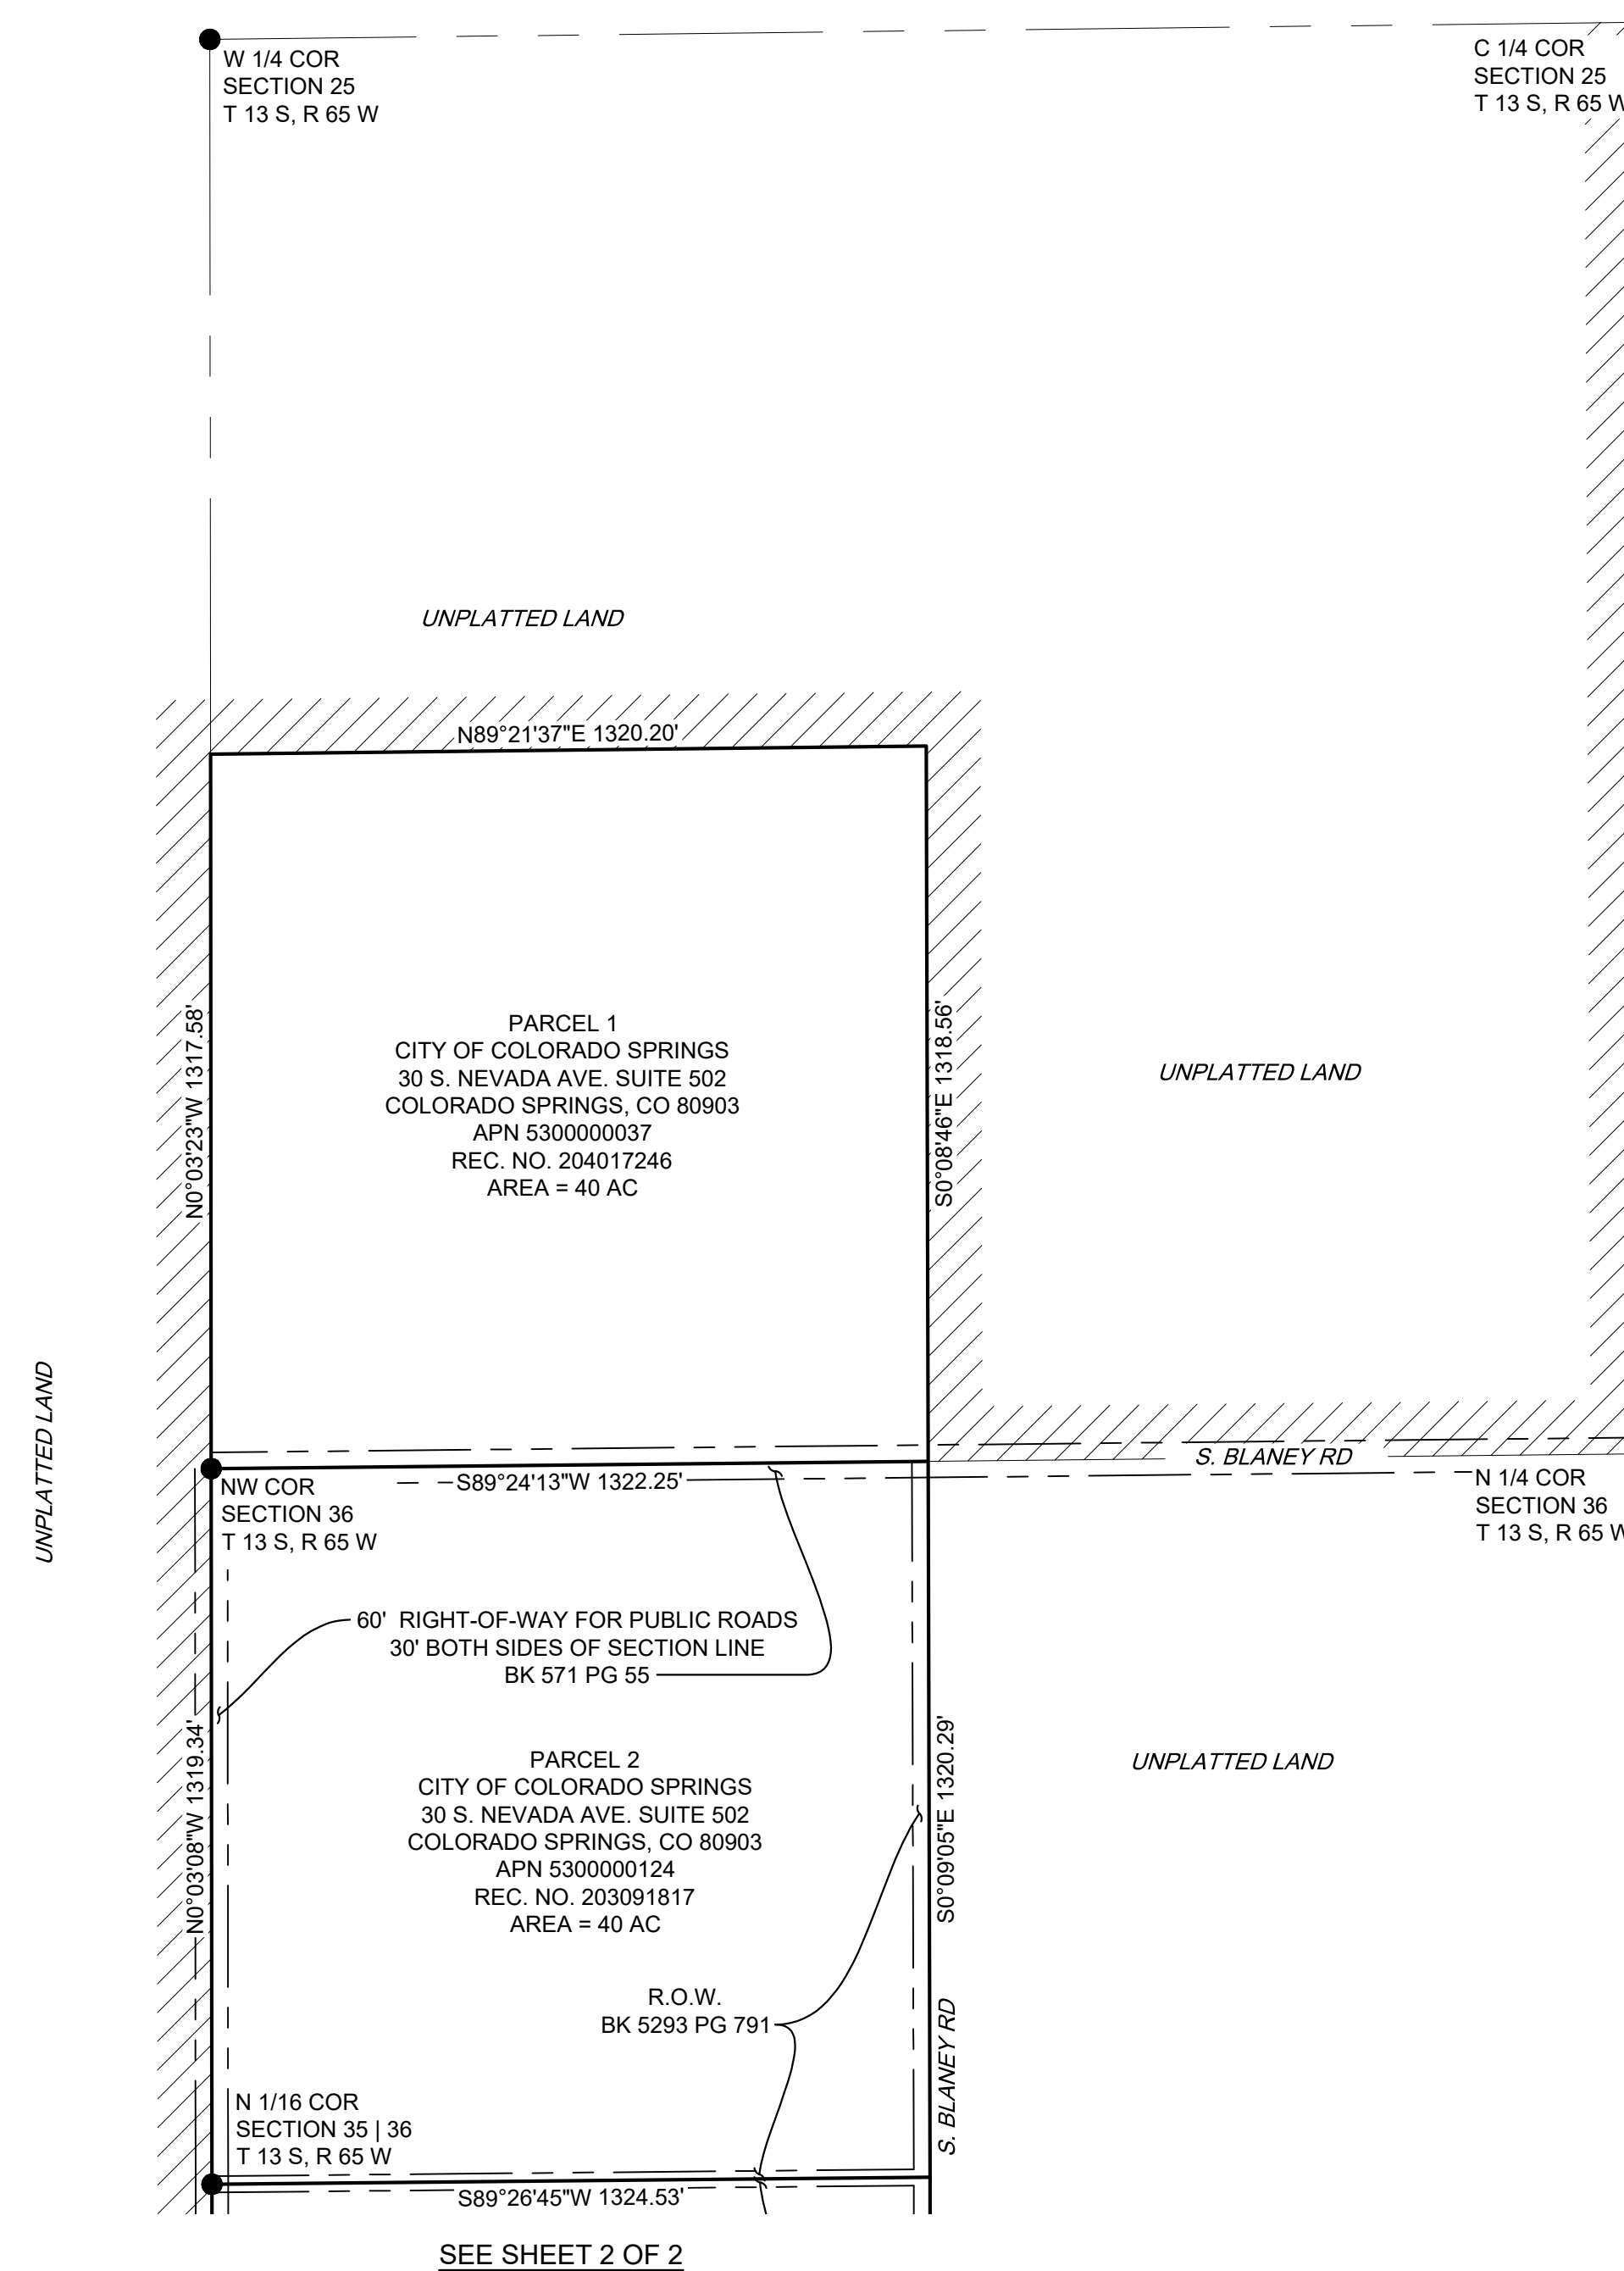 W 1/4 COR
SECTION 25
T 13 S, R 65 W
C 1/4 COR
SECTION 25
T 13 S, R 65 W
UNPLATTED LAND
N89°21'37"E 1320.20'
N0°03'23"W 1317.58'
PARCEL 1
CITY OF COLORADO SPRINGS
30 S. NEVADA AVE. SUITE 502
COLORADO SPRINGS, CO 80903
APN 5300000037
REC. NO. 204017246
AREA = 40 AC
S0°08'46"E 1318.56'
UNPLATTED LAND
UNPLATTED LAND
S. BLANEY RD
S89°24'13"W 1322.25'
NW COR
SECTION 36
T 13 S, R 65 W
N 1/4 COR
SECTION 36
T 13 S, R 65 W
60' RIGHT-OF-WAY FOR PUBLIC ROADS
30' BOTH SIDES OF SECTION LINE
BK 571 PG 55
N0°03'08"W 1319.34'
PARCEL 2
CITY OF COLORADO SPRINGS
30 S. NEVADA AVE. SUITE 502
COLORADO SPRINGS, CO 80903
APN 5300000124
REC. NO. 203091817
AREA = 40 AC
S0°09'05"E 1320.29'
UNPLATTED LAND
R.O.W.
BK 5293 PG 791
S. BLANEY RD
N 1/16 COR
SECTION 35 | 36
T 13 S, R 65 W
S89°26'45"W 1324.53'
SEE SHEET 2 OF 2